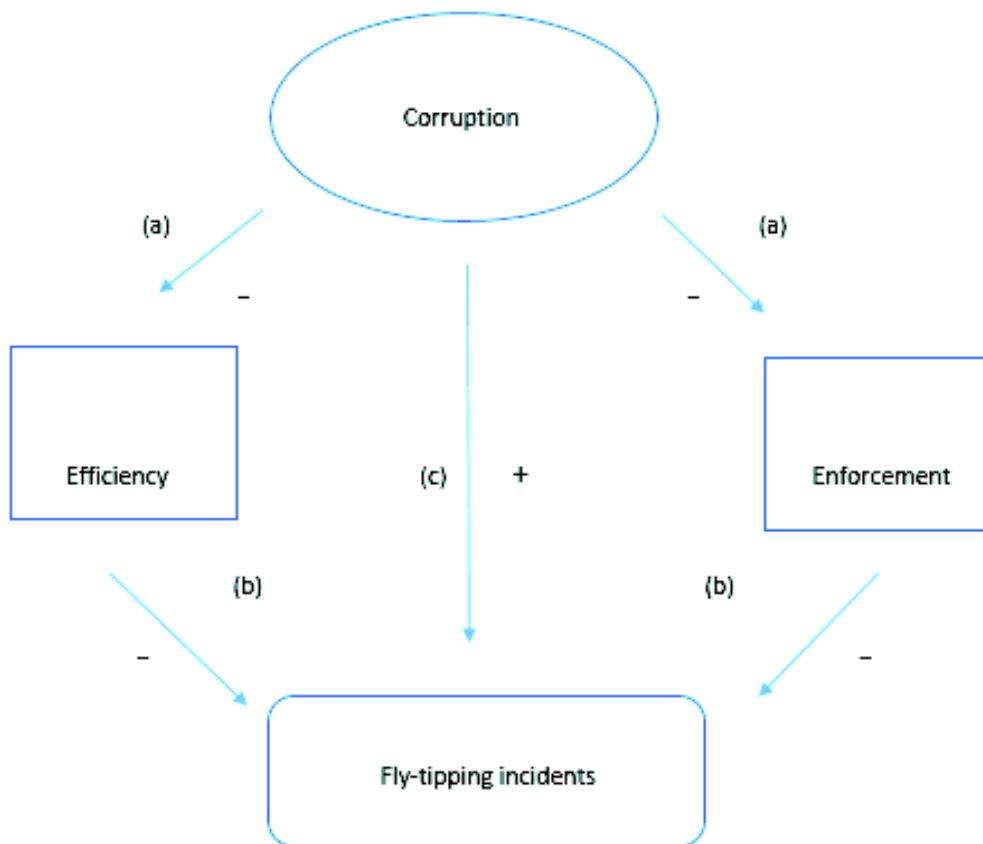 Corruption
(a)
(a)
–
–
Efficiency
(c)
+
Enforcement
(b)
(b)
–
–
Fly-tipping incidents